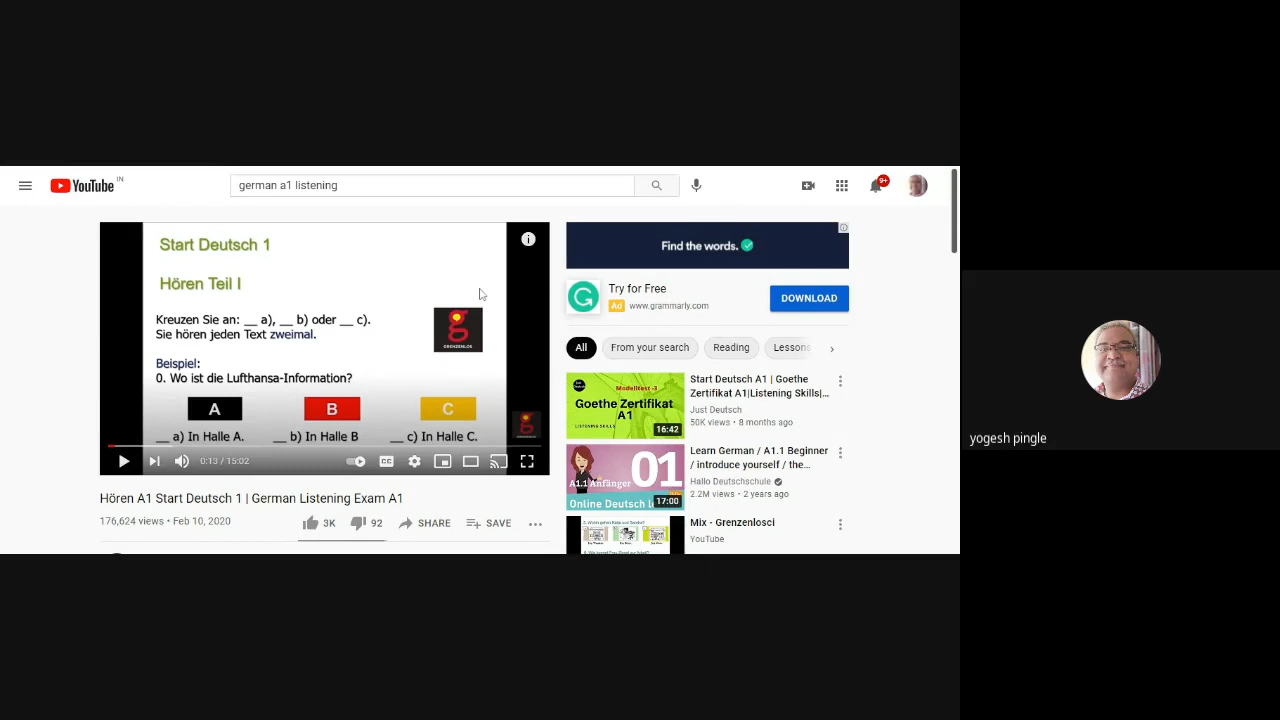 YouTube IN
german a1 listening
9+
Start Deutsch 1
Hören Teil I
Kreuzen Sie an: __ a), __ b) oder __ c).
Sie hören jeden Text zweimal.
GRENZENLOS
Beispiel:
0. Wo ist die Lufthansa-Information?
A B C
__ a) In Halle A. __ b) In Halle B __ c) In Halle C.
0:13 / 15:02
CC
Hören A1 Start Deutsch 1 | German Listening Exam A1
176,624 views • Feb 10, 2020
3K 92 SHARE SAVE
Find the words.
Try for Free
Ad www.grammarly.com
DOWNLOAD
All From your search Reading Lessons
Modelltest -3
Goethe Zertifikat
A1
LISTENING SKILLS
16:42
Start Deutsch A1 | Goethe
Zertifikat A1|Listening Skills|...
Just Deutsch
50K views • 8 months ago
01
A1.1 Anfänger
Online Deutsch
17:00
Learn German / A1.1 Beginner
/ introduce yourself / the...
Hallo Deutschschule
2.2M views • 2 years ago
Mix - Grenzenlosci
YouTube
yogesh pingle